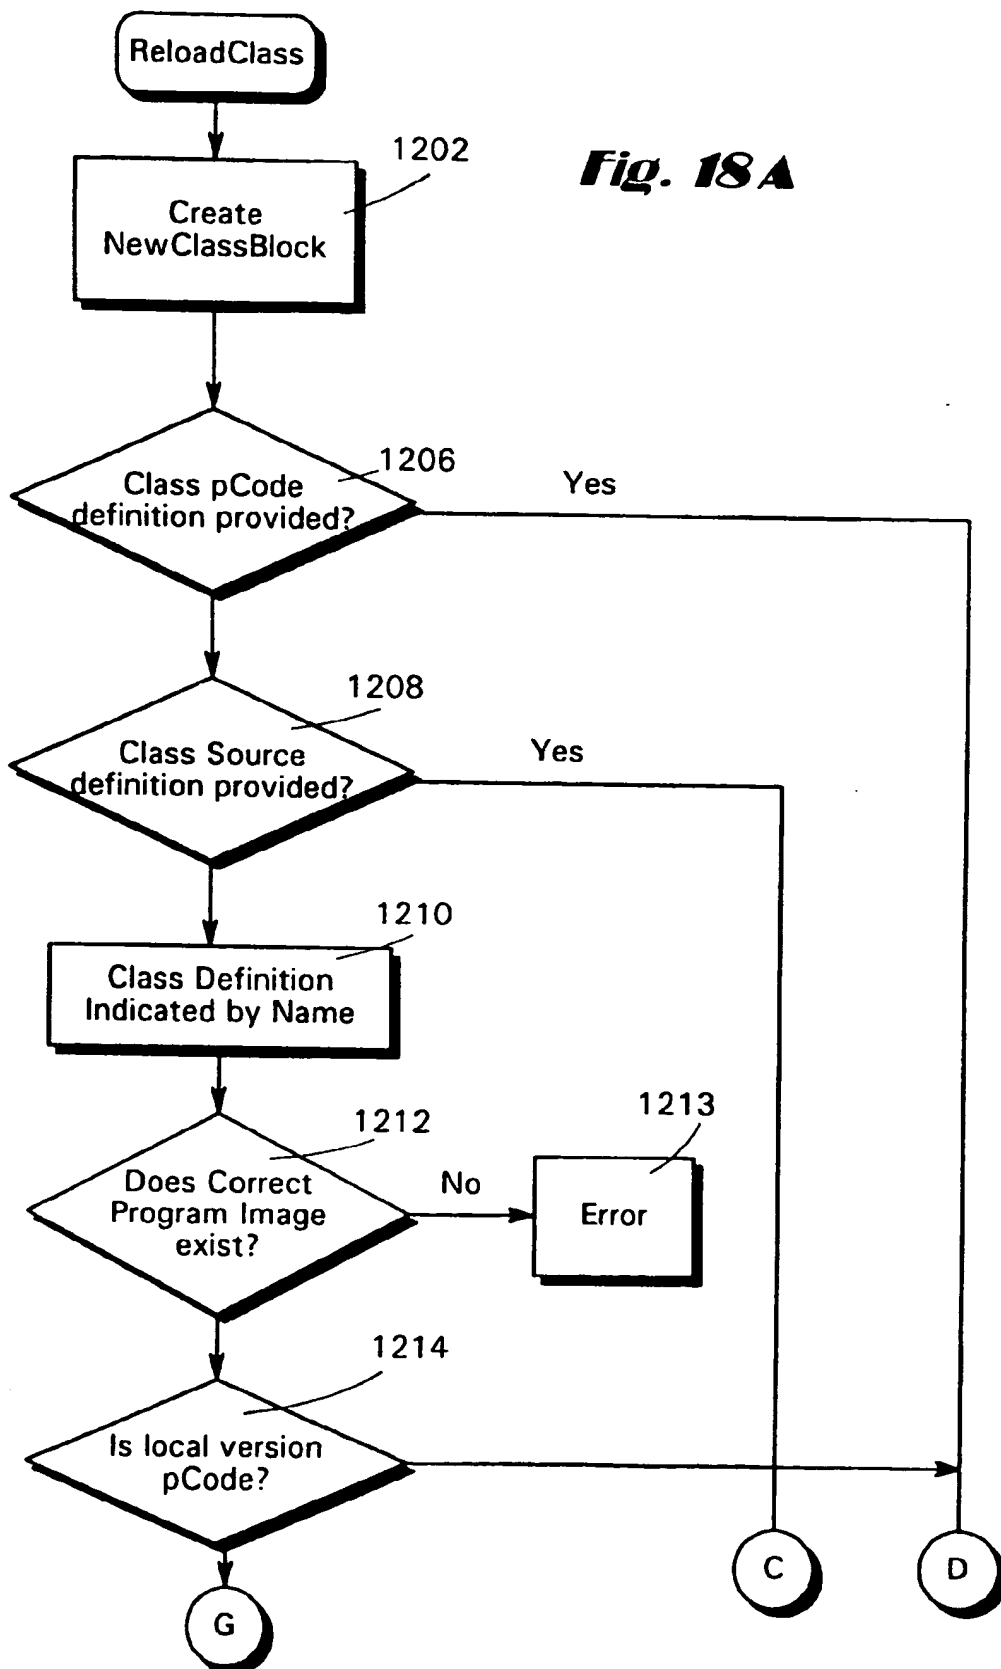 ReloadClass
Fig. 18A
1202
Create
NewClassBlock
1206
Class pCode
definition provided?
Yes
1208
Class Source
definition provided?
Yes
1210
Class Definition
Indicated by Name
1212
Does Correct
Program Image
exist?
No
1213
Error
1214
Is local version
pCode?
C
D
G